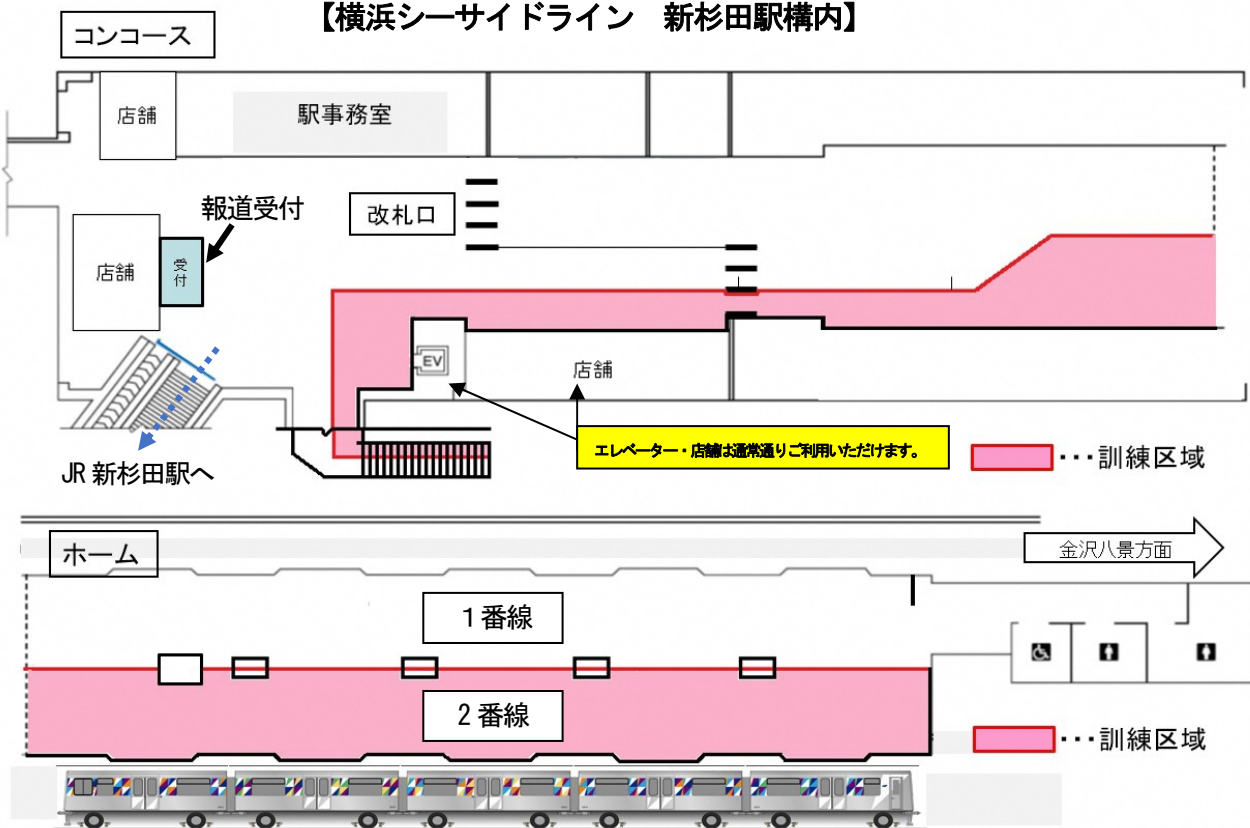 【横浜シーサイドライン　新杉田駅構内】
コンコース
店舗
駅事務室
報道受付
改札口
店舗
受付
EV
店舗
エレベーター・店舗は通常通りご利用いただけます。
・・・訓練区域
JR 新杉田駅へ
ホーム
金沢八景方面
１番線
２番線
・・・訓練区域